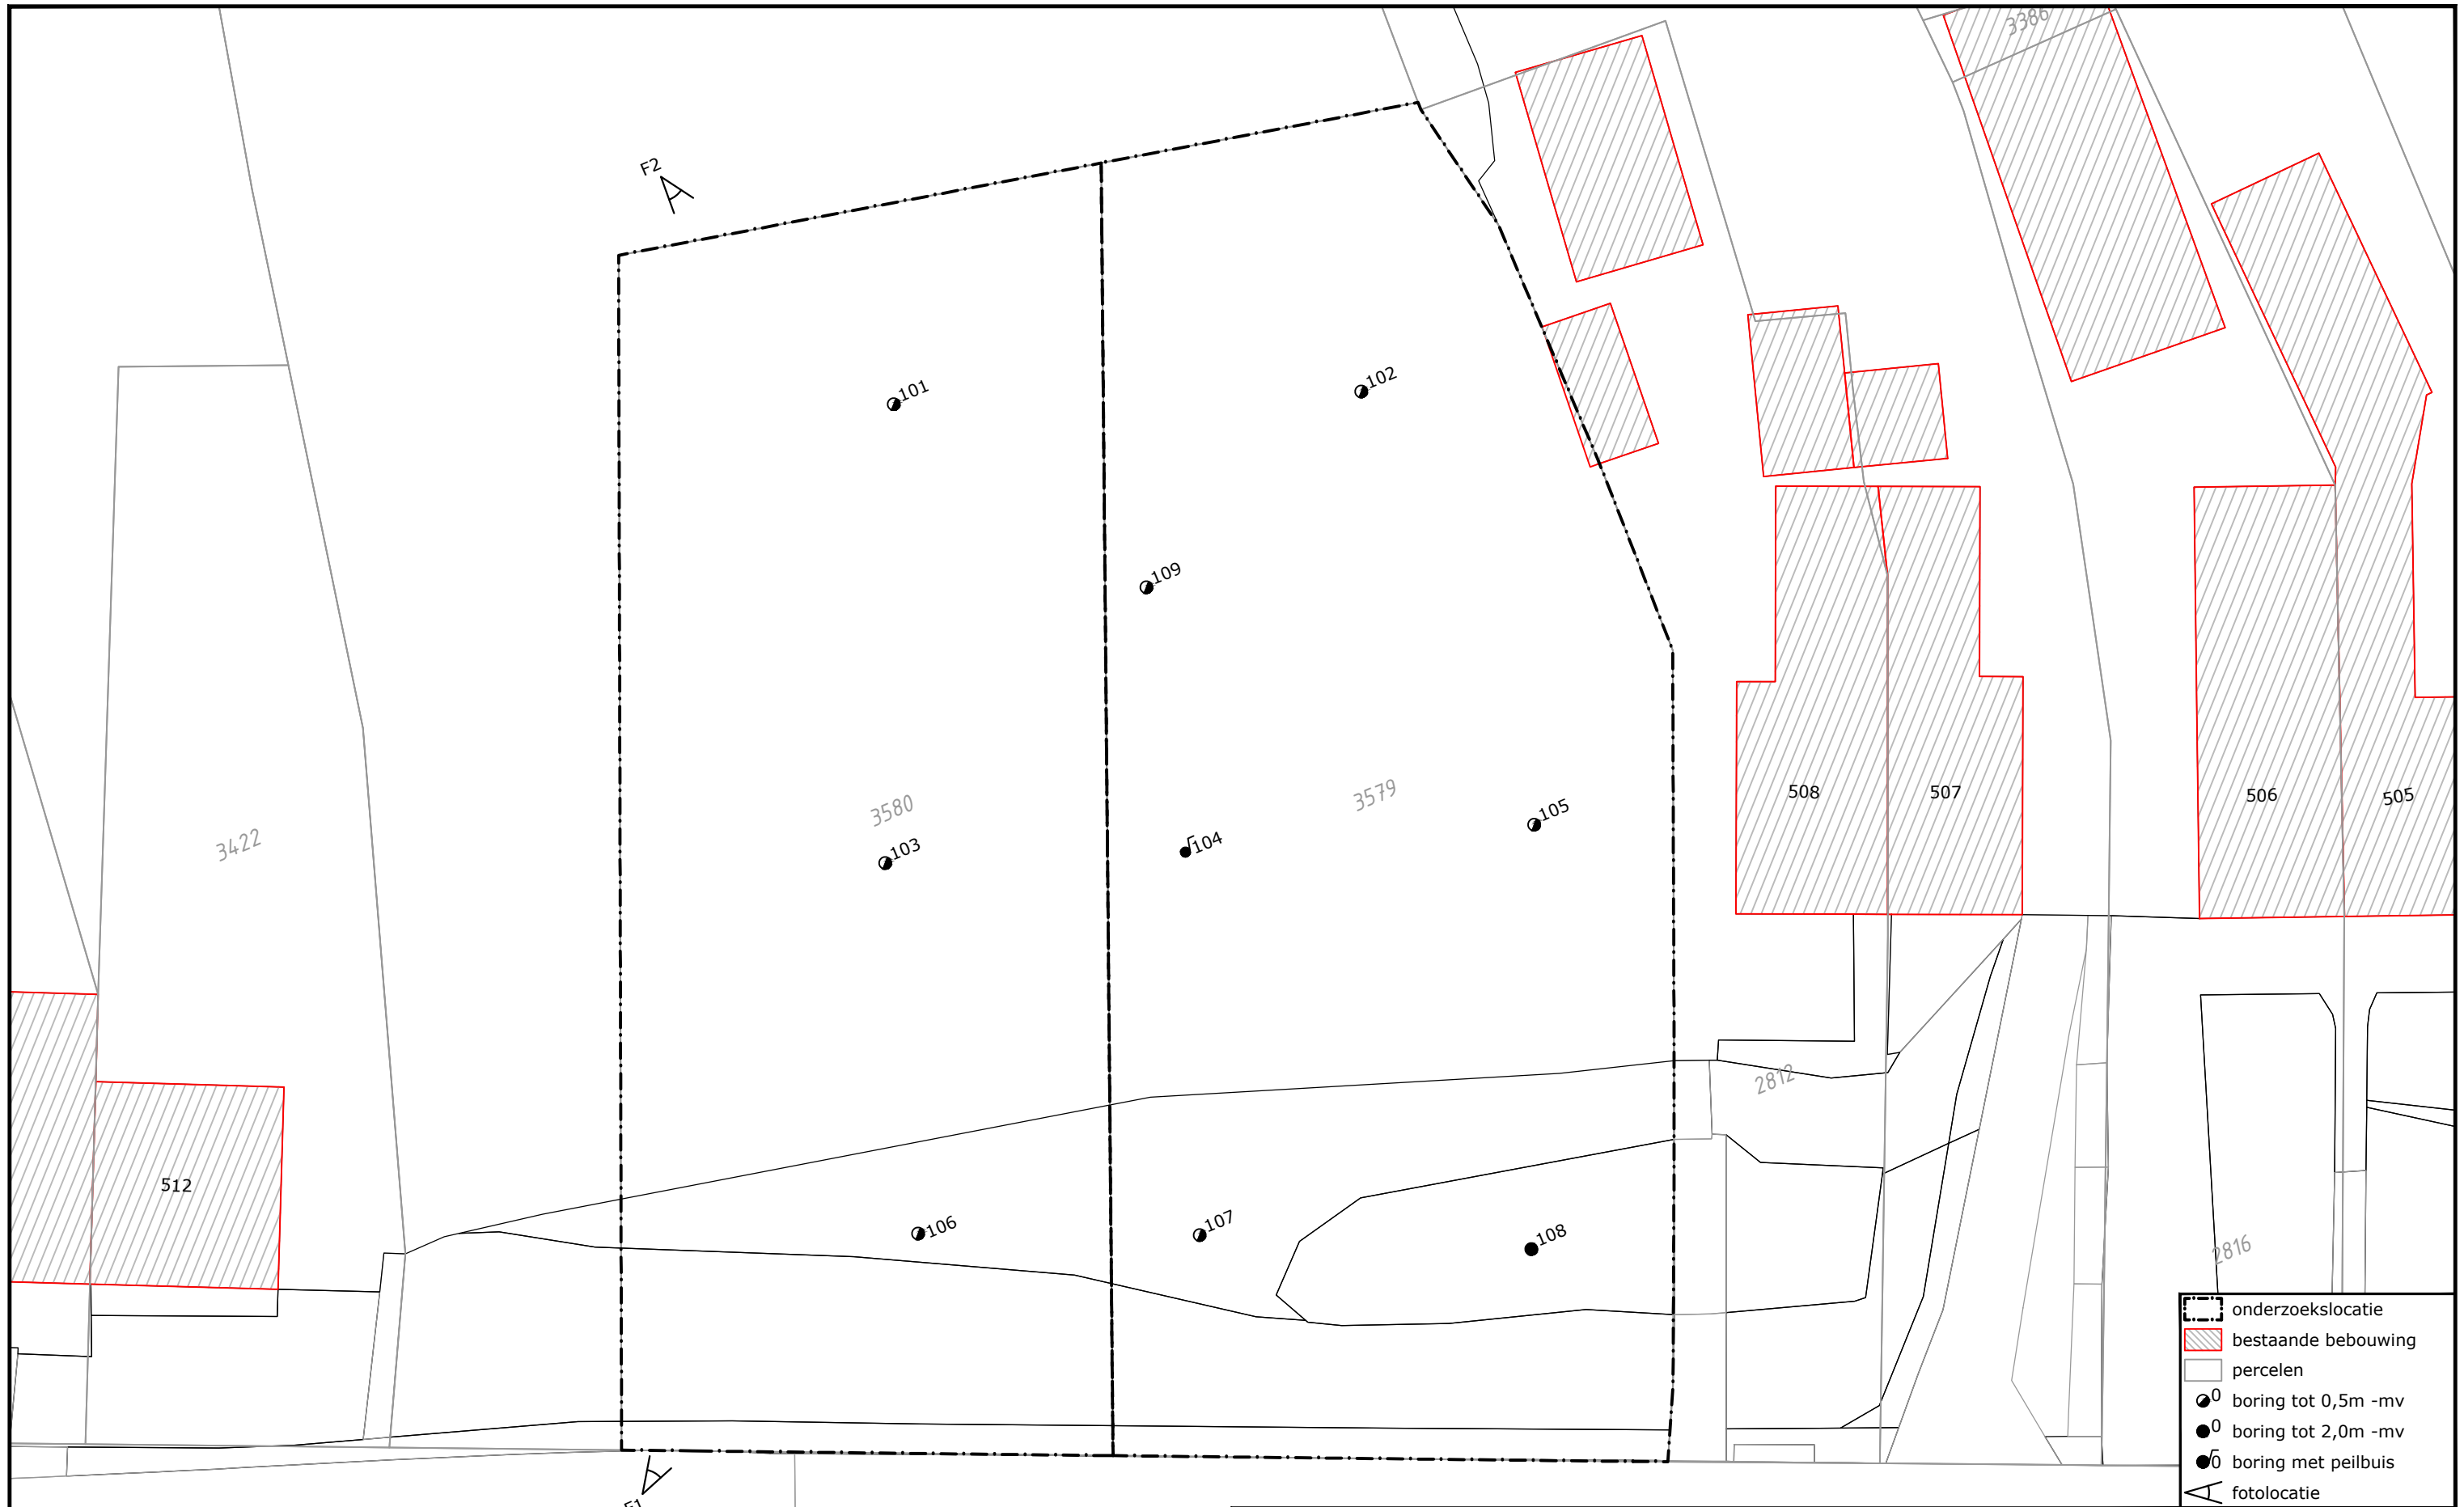 3386
F2
101
102
109
3580
3579
3422
103
104
105
508
507
506
505
2812
512
106
107
108
2816
F1
onderzoekslocatie
bestaande bebouwing
percelen
0 boring tot 0,5m -mv
0 boring tot 2,0m -mv
0 boring met peilbuis
fotolocatie